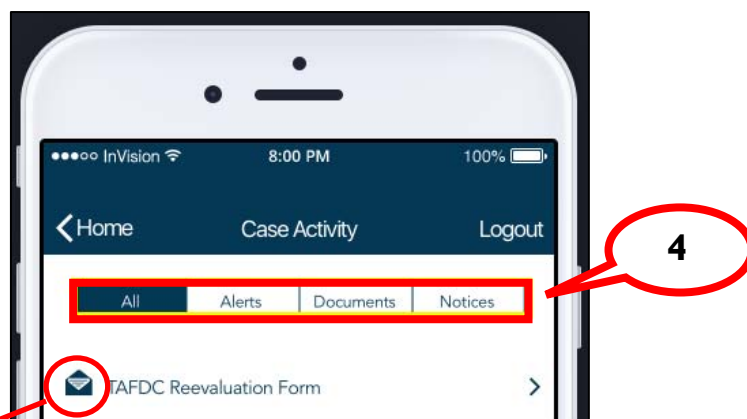 InVision 8:00 PM 100%
Home Case Activity Logout
4
All Alerts Documents Notices
TAFDC Reevaluation Form